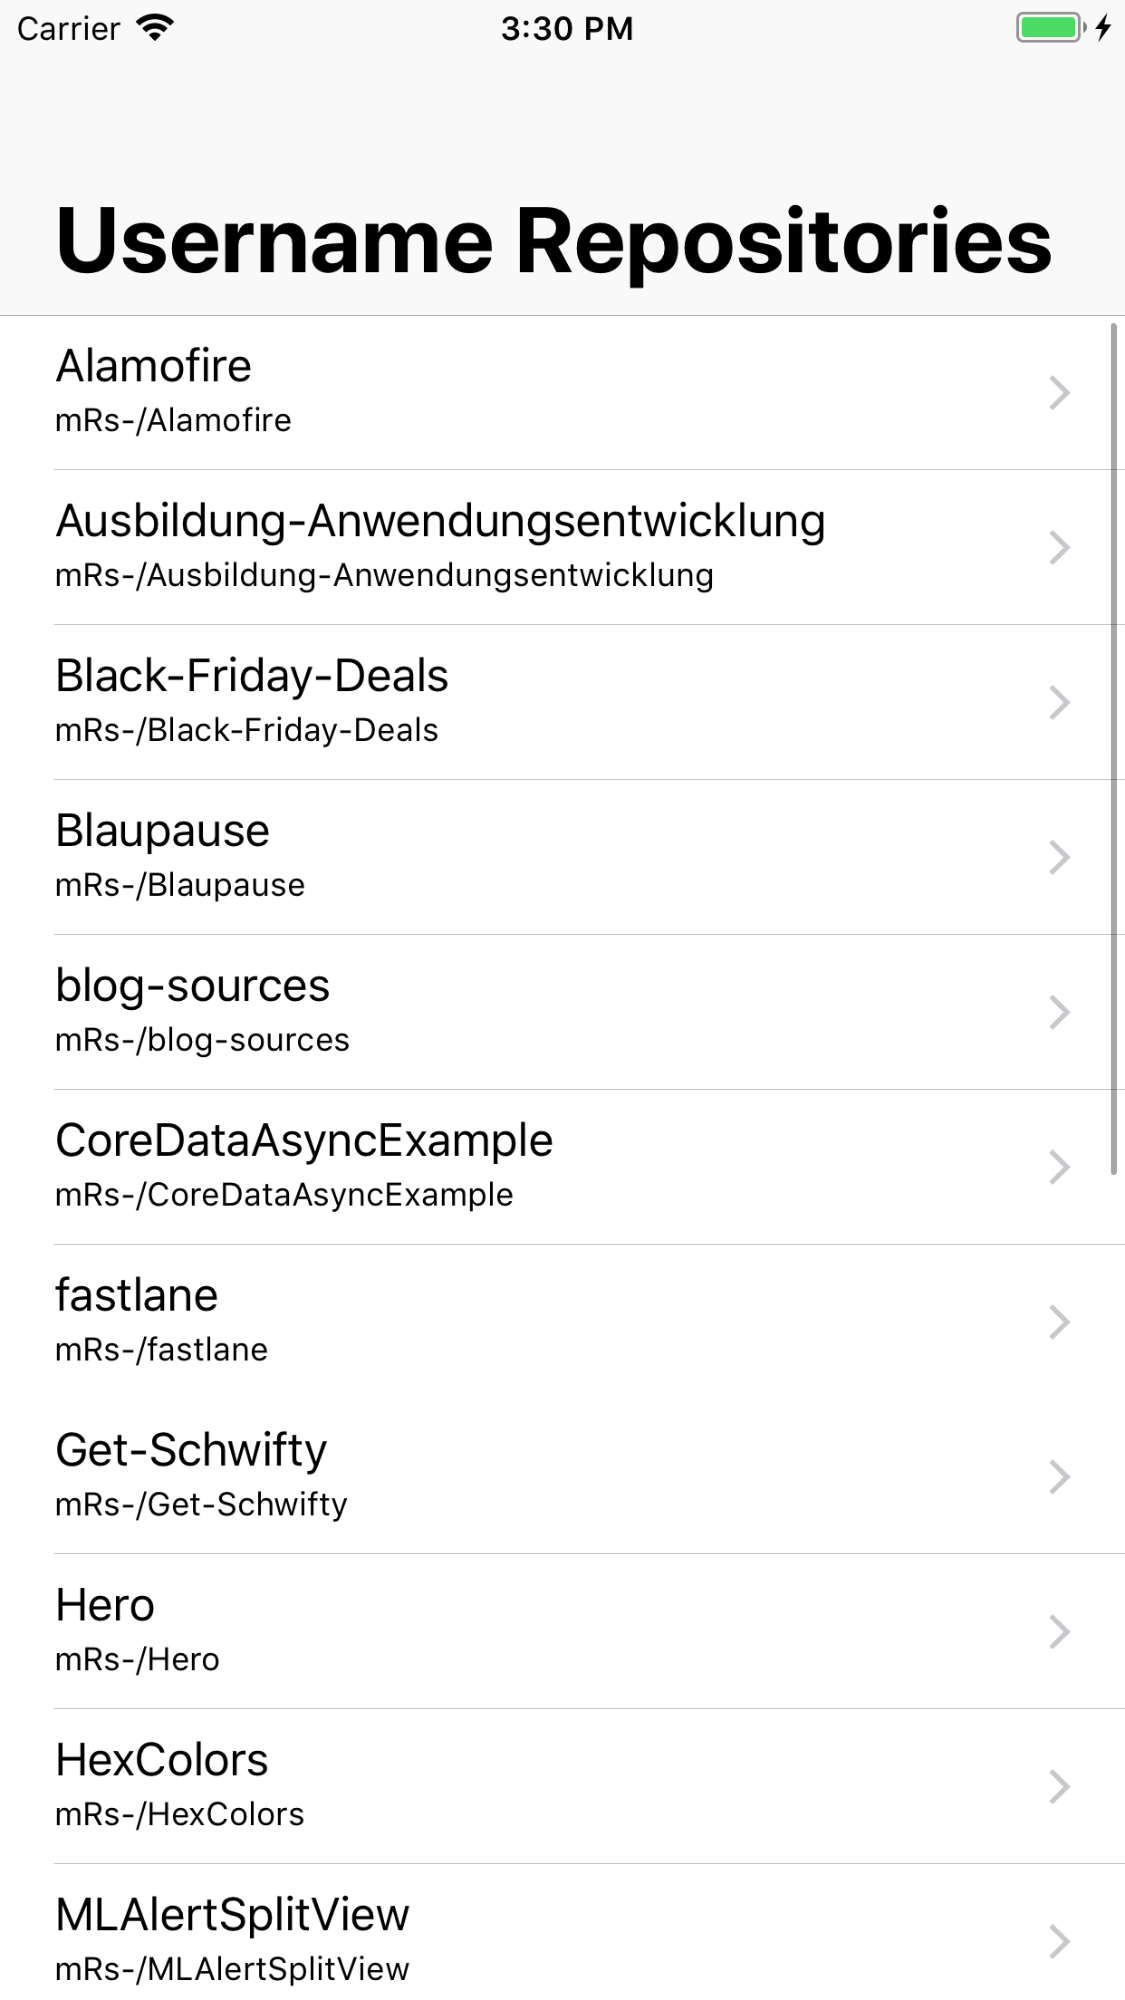 Carrier 3:30 PM
Username Repositories
Alamofire
mRs-/Alamofire
Ausbildung-Anwendungsentwicklung
mRs-/Ausbildung-Anwendungsentwicklung
Black-Friday-Deals
mRs-/Black-Friday-Deals
Blaupause
mRs-/Blaupause
blog-sources
mRs-/blog-sources
CoreDataAsyncExample
mRs-/CoreDataAsyncExample
fastlane
mRs-/fastlane
Get-Schwifty
mRs-/Get-Schwifty
Hero
mRs-/Hero
HexColors
mRs-/HexColors
MLAlertSplitView
mRs-/MLAlertSplitView